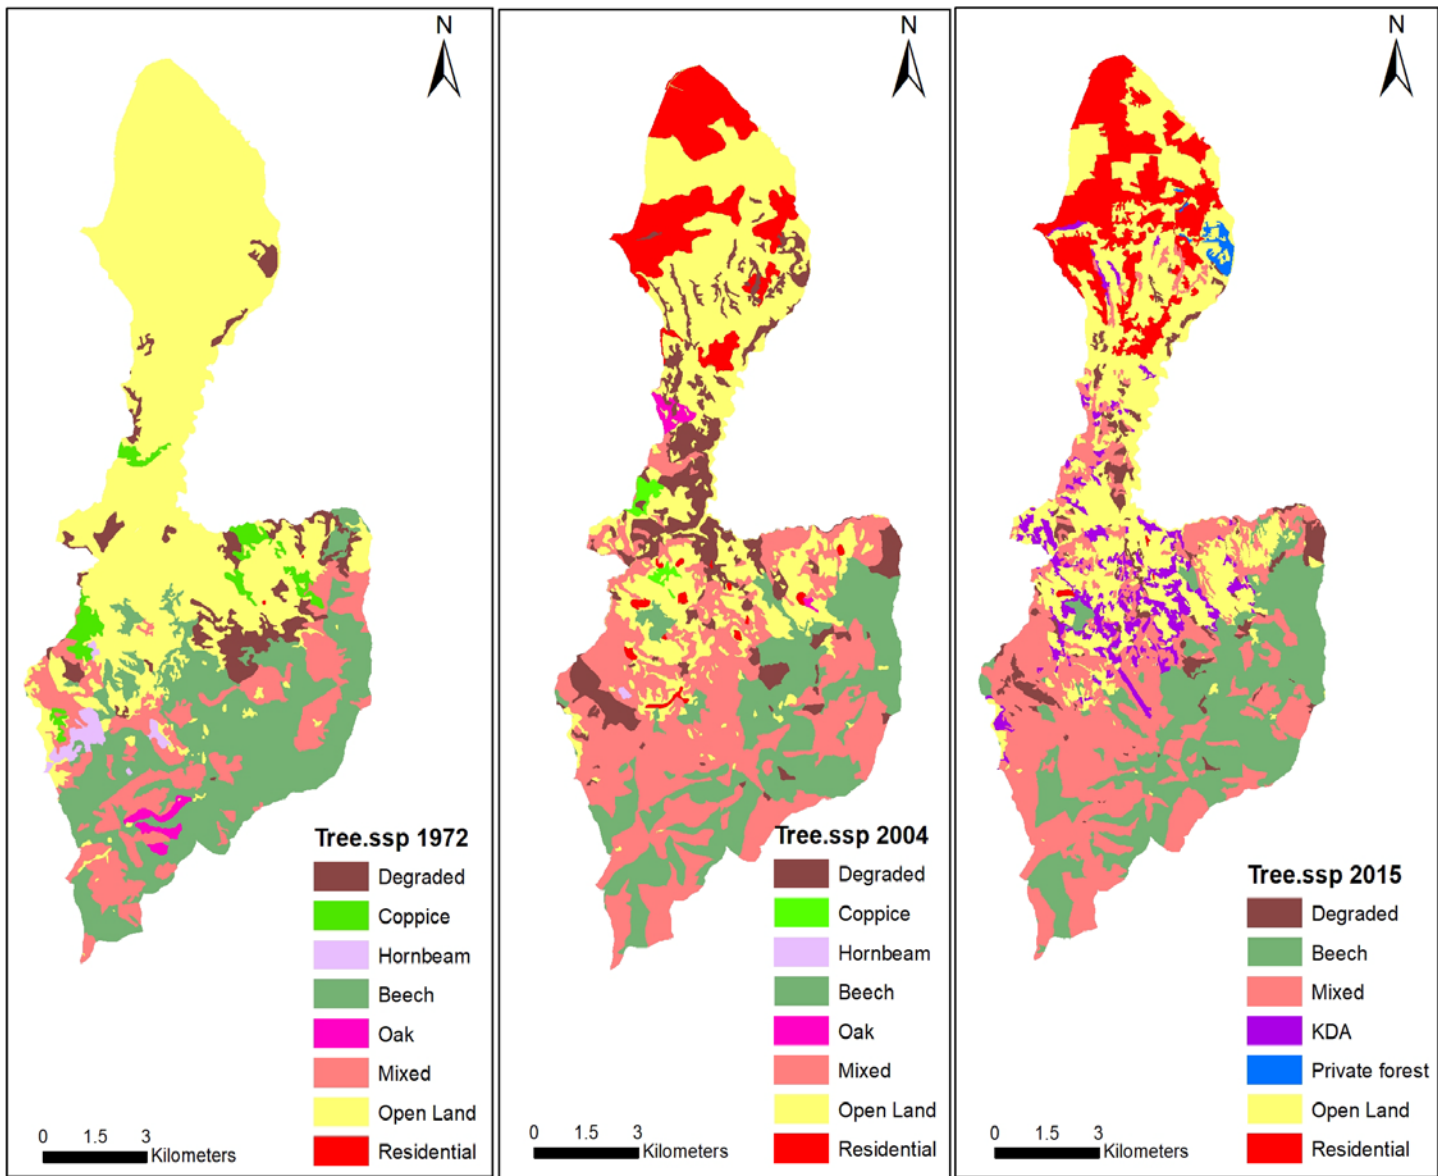 N
Tree.ssp 1972
Degraded
Coppice
Hornbeam
Beech
Oak
Mixed
Open Land
Residential
0 1.5 3
Kilometers
N
Tree.ssp 2004
Degraded
Coppice
Hornbeam
Beech
Oak
Mixed
Open Land
Residential
0 1.5 3
Kilometers
N
Tree.ssp 2015
Degraded
Beech
Mixed
KDA
Private forest
Open Land
Residential
0 1.5 3
Kilometers